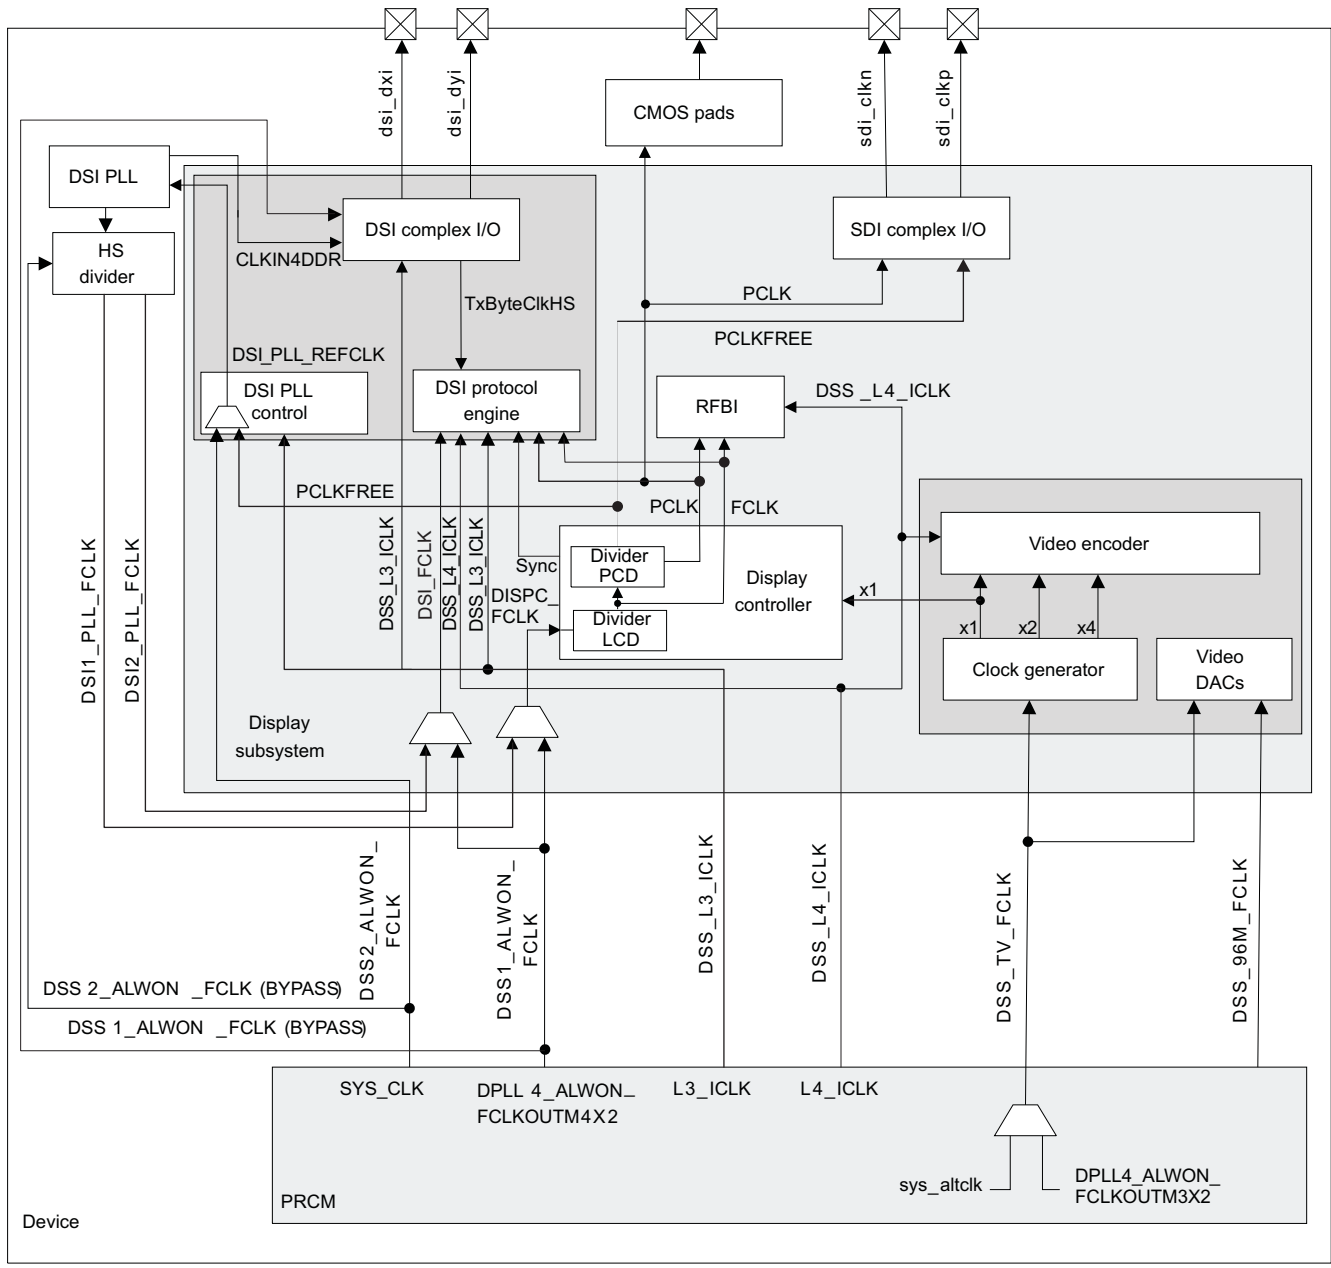 dsi_dxi
dsi_dyi
sdi_clkn
sdi_clkp
CMOS pads
DSI PLL
DSI complex I/O
SDI complex I/O
HS
divider
CLKIN4DDR
PCLK
TxByteClkHS
PCLKFREE
DSI_PLL_REFCLK
DSI PLL
control
DSI protocol
engine
RFBI
DSS _L4_ICLK
PCLKFREE
PCLK
FCLK
DSI1_PLL_FCLK
DSI2_PLL_FCLK
DSS_L3_ICLK
DSI_FCLK
DSS_L4_ICLK
DSS_L3_ICLK
Sync
DISPC_
FCLK
Divider
PCD
Divider
LCD
Display
controller
Video encoder
x1
x1
x2
x4
Clock generator
Video
DACs
Display
subsystem
DSS2_ALWON_
FCLK
DSS1_ALWON_
FCLK
DSS_L3_ICLK
DSS_L4_ICLK
DSS_TV_FCLK
DSS_96M_FCLK
DSS 2_ALWON _FCLK (BYPASS)
DSS 1_ALWON _FCLK (BYPASS)
SYS_CLK
DPLL 4_ALWON_
FCLKOUTM4X2
L3_ICLK
L4_ICLK
sys_altclk
DPLL4_ALWON_
FCLKOUTM3X2
PRCM
Device